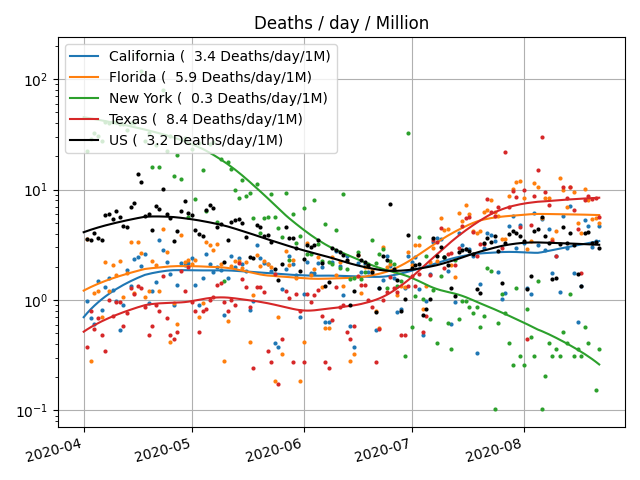 Deaths / day / Million
California (  3.4 Deaths/day/1M)
Florida (  5.9 Deaths/day/1M)
New York (  0.3 Deaths/day/1M)
Texas (  8.4 Deaths/day/1M)
US (  3.2 Deaths/day/1M)
10²
10¹
10⁰
10⁻¹
2020-04
2020-05
2020-06
2020-07
2020-08